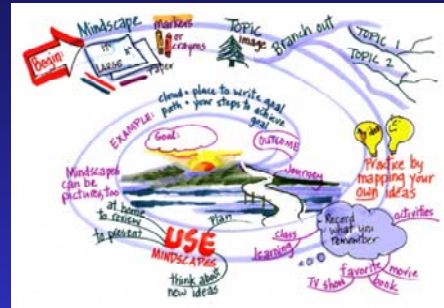 Begin:
Mindscape
11x17
LARGE
Paper
markers
or
crayons
TOPIC
image
Branch out
TOPIC 1
TOPIC 2
cloud = place to write goal
path = your steps to achieve
goal
EXAMPLE:
Goal:
OUTCOME
Journey
Plan
Mindscapes
can be
pictures, too
Practice by
mapping your
own ideas
at home
to review
to present
USE
MINDSCAPES
think about
new ideas
class
learning
Record
what you
remember
activities
favorite
movie
book
TV show